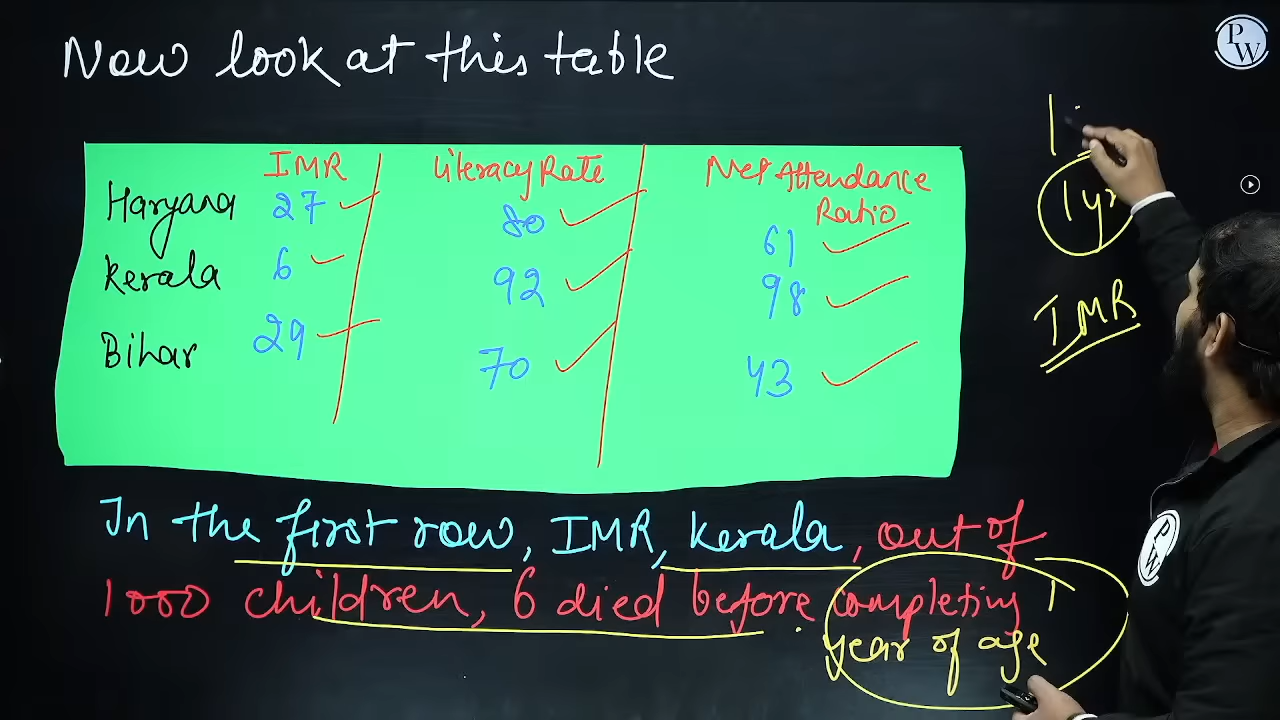 PW
Now look at this table
IMR Literacy Rate Net Attendance Ratio
Haryana 27 80 61
Kerala 6 92 98
Bihar 29 70 43
1yr
IMR
In the first row, IMR, Kerala, out of
1000 children, 6 died before completing 1
year of age
PW